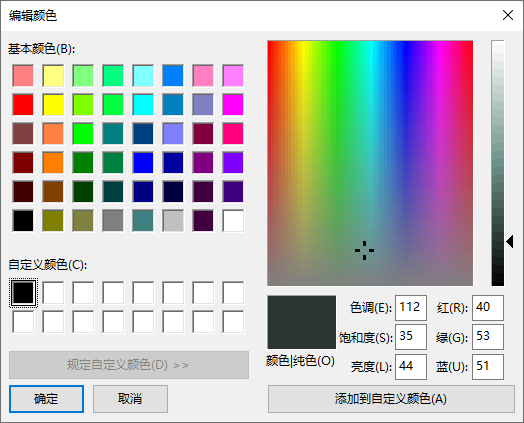 编辑颜色
基本颜色(B):
自定义颜色(C):
规定自定义颜色(D) >>
确定
取消
颜色|纯色(O)
色调(E): 112
饱和度(S): 35
亮度(L): 44
红(R): 40
绿(G): 53
蓝(U): 51
添加到自定义颜色(A)